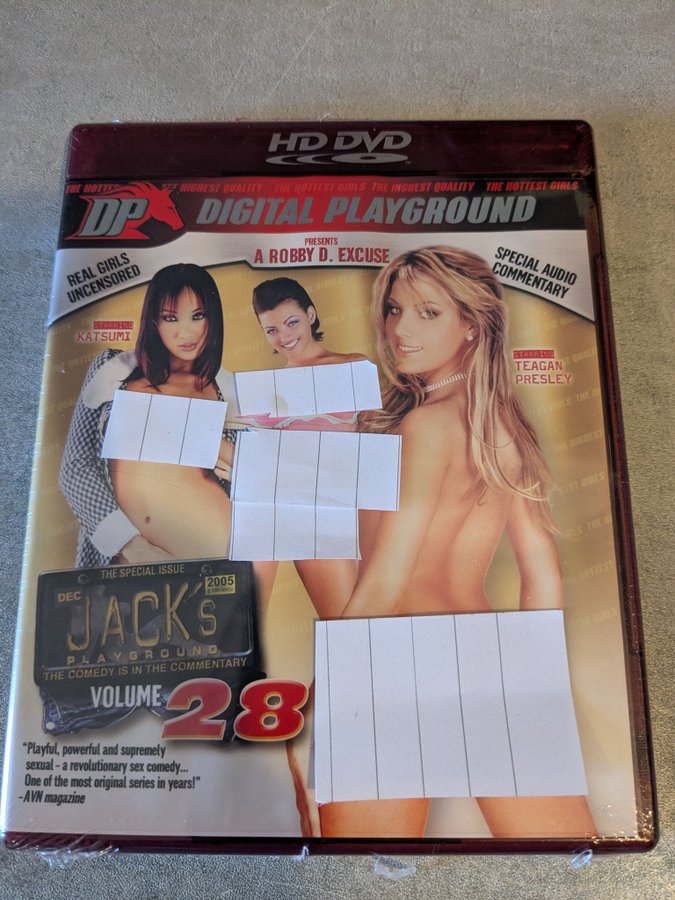 HD DVD
THE HOTTEST THE HIGHEST QUALITY THE HOTTEST GIRLS THE HIGHEST QUALITY THE HOTTEST GIRLS
DP DIGITAL PLAYGROUND
PRESENTS
A ROBBY D. EXCUSE
REAL GIRLS
UNCENSORED
SPECIAL AUDIO
COMMENTARY
STARRING
KATSUMI
STARRING
TEAGAN
PRESLEY
THE SPECIAL ISSUE
DEC 2005
JACK's
PLAYGROUND
THE COMEDY IS IN THE COMMENTARY
VOLUME 28
"Playful, powerful and supremely
sexual - a revolutionary sex comedy...
One of the most original series in years!"
-AVN magazine